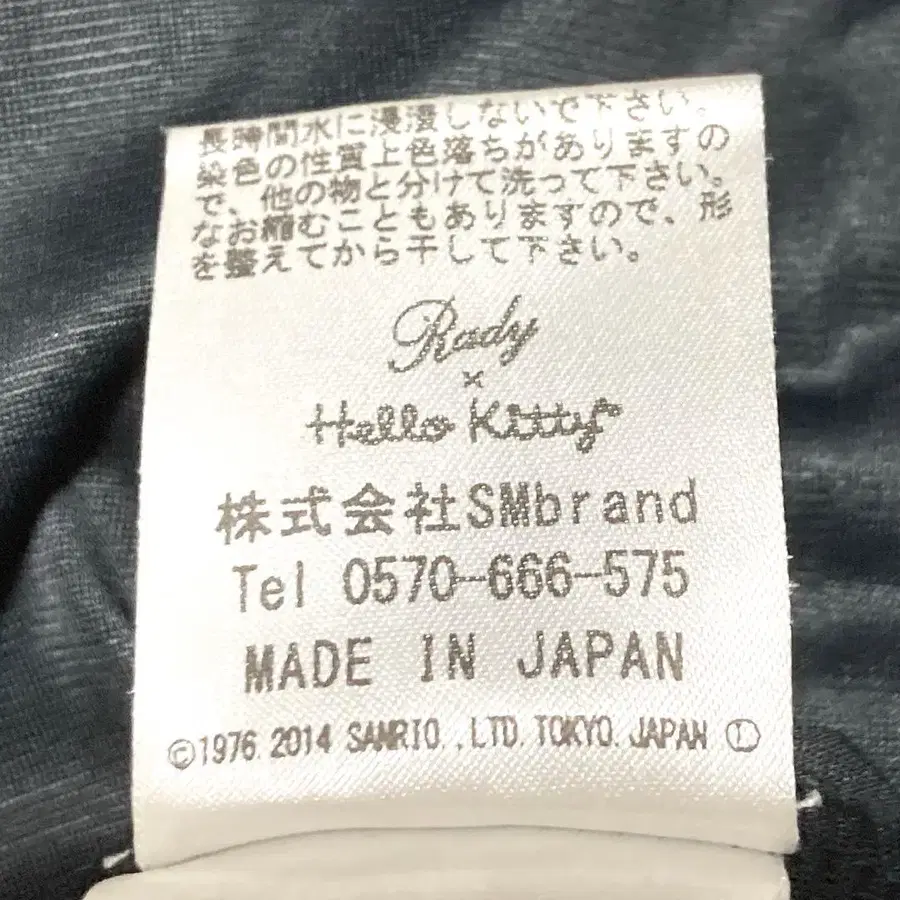 長時間水に浸漬しないで下さい。
染色の性質上色落ちがありますの
で、他の物と分けて洗って下さい。
なお縮むこともありますので、形
を整えてから干して下さい。
Rady
×
Hello Kitty
株式会社SMbrand
Tel 0570-666-575
MADE IN JAPAN
©1976.2014 SANRIO.,LTD.TOKYO.JAPAN Ⓛ